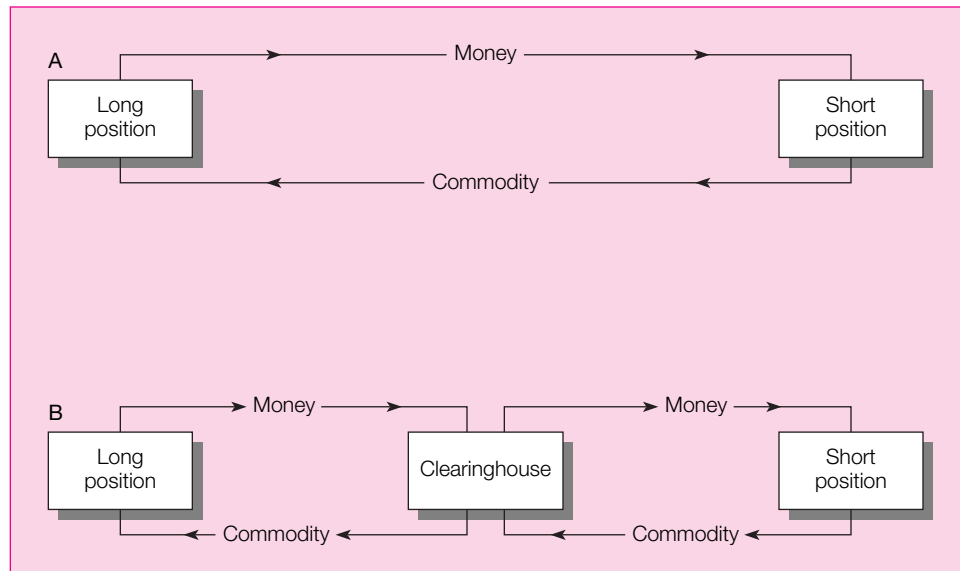 A
Money
Long
position
Short
position
Commodity
B
Money
Money
Long
position
Clearinghouse
Short
position
Commodity
Commodity